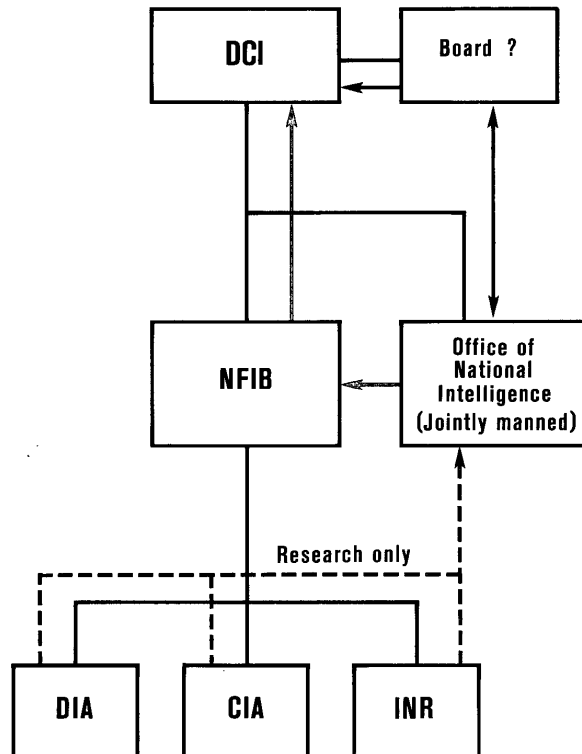 DCI
Board ?
NFIB
Office of
National
Intelligence
(Jointly manned)
Research only
DIA
CIA
INR